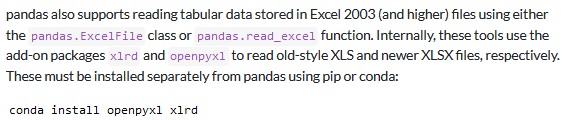 pandas also supports reading tabular data stored in Excel 2003 (and higher) files using either
the pandas.ExcelFile class or pandas.read_excel function. Internally, these tools use the
add-on packages xlrd and openpyxl to read old-style XLS and newer XLSX files, respectively.
These must be installed separately from pandas using pip or conda:
conda install openpyxl xlrd